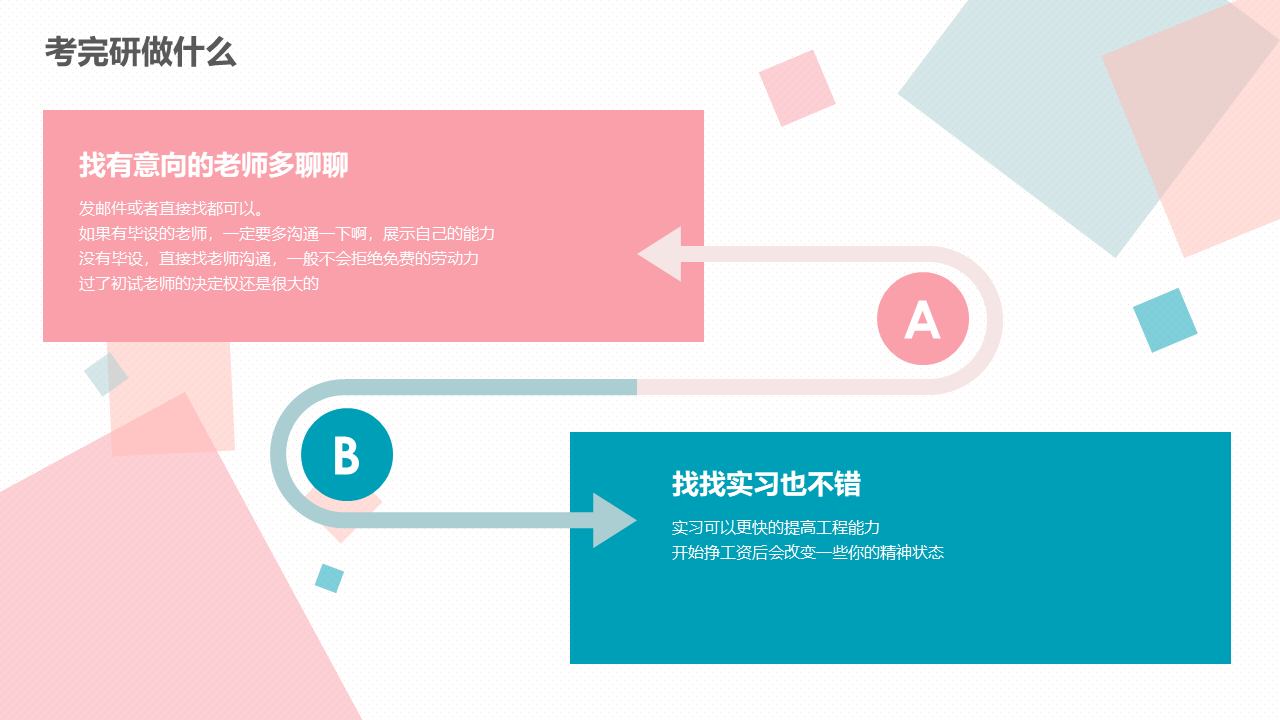 考完研做什么
找有意向的老师多聊聊
发邮件或者直接找都可以。
如果有毕设的老师，一定要多沟通一下啊，展示自己的能力
没有毕设，直接找老师沟通，一般不会拒绝免费的劳动力
过了初试老师的决定权还是很大的
A
B
找找实习也不错
实习可以更快的提高工程能力
开始挣工资后会改变一些你的精神状态